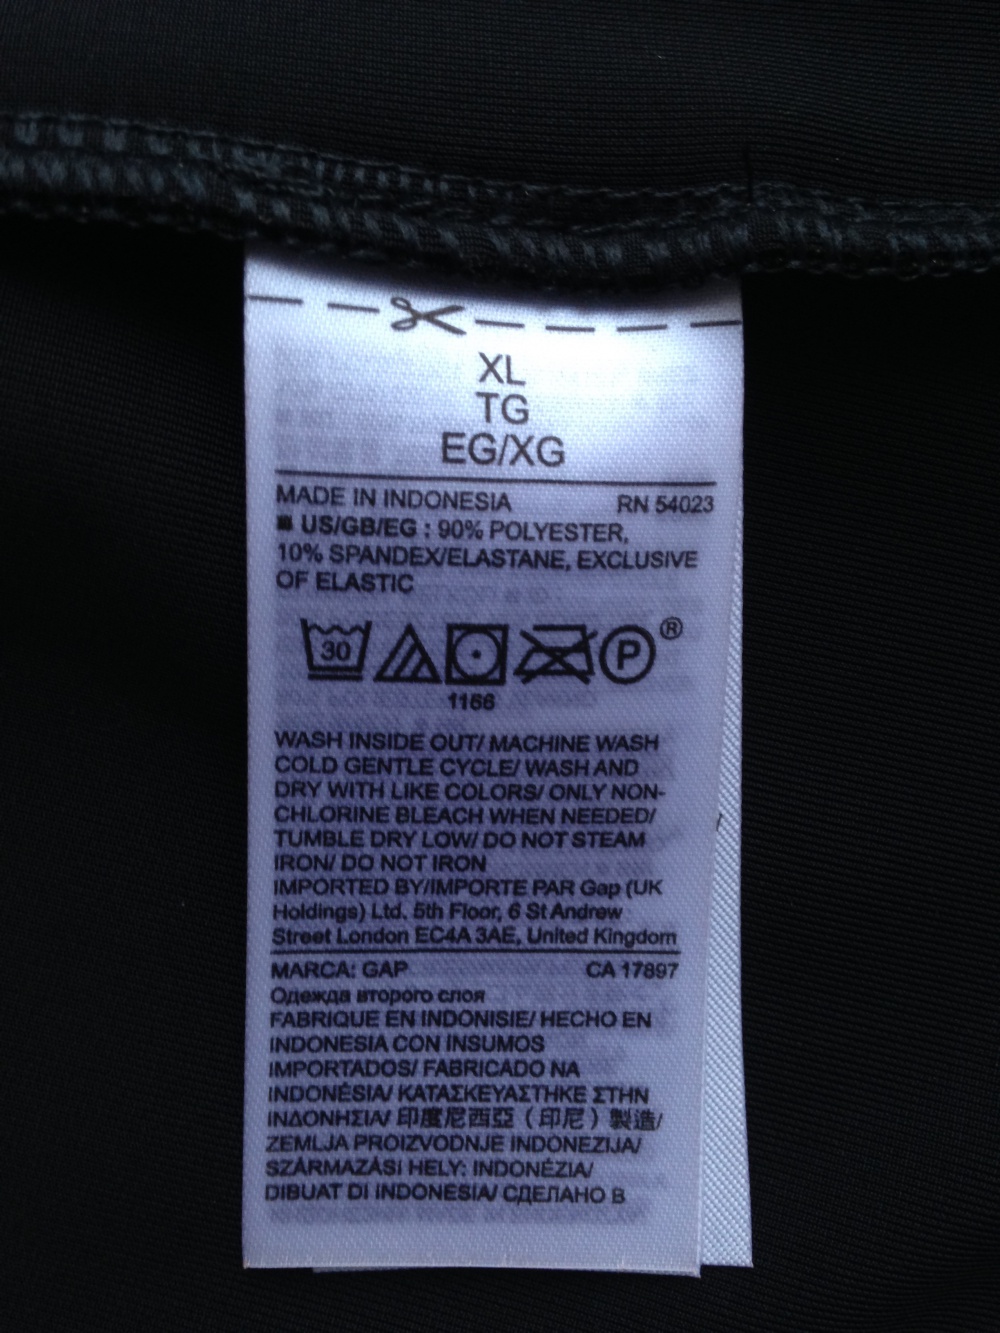 XL
TG
EG/XG
MADE IN INDONESIA RN 54023
■ US/GB/EG : 90% POLYESTER,
10% SPANDEX/ELASTANE, EXCLUSIVE
OF ELASTIC
30 P ®
1166
WASH INSIDE OUT/ MACHINE WASH
COLD GENTLE CYCLE/ WASH AND
DRY WITH LIKE COLORS/ ONLY NON-
CHLORINE BLEACH WHEN NEEDED/
TUMBLE DRY LOW/ DO NOT STEAM
IRON/ DO NOT IRON
IMPORTED BY/IMPORTE PAR Gap (UK
Holdings) Ltd. 5th Floor, 6 St Andrew
Street London EC4A 3AE, United Kingdom
MARCA: GAP CA 17897
Одежда второго слоя
FABRIQUE EN INDONISIE/ HECHO EN
INDONESIA CON INSUMOS
IMPORTADOS/ FABRICADO NA
INDONÉSIA/ ΚΑΤΑΣΚΕΥΑΣΤΗΚΕ ΣΤΗΝ
ΙΝΔΟΝΗΣΙΑ/ 印度尼西亞（印尼）製造/
ZEMLJA PROIZVODNJE INDONEZIJA/
SZÁRMAZÁSI HELY: INDONÉZIA/
DIBUAT DI INDONESIA/ СДЕЛАНО В